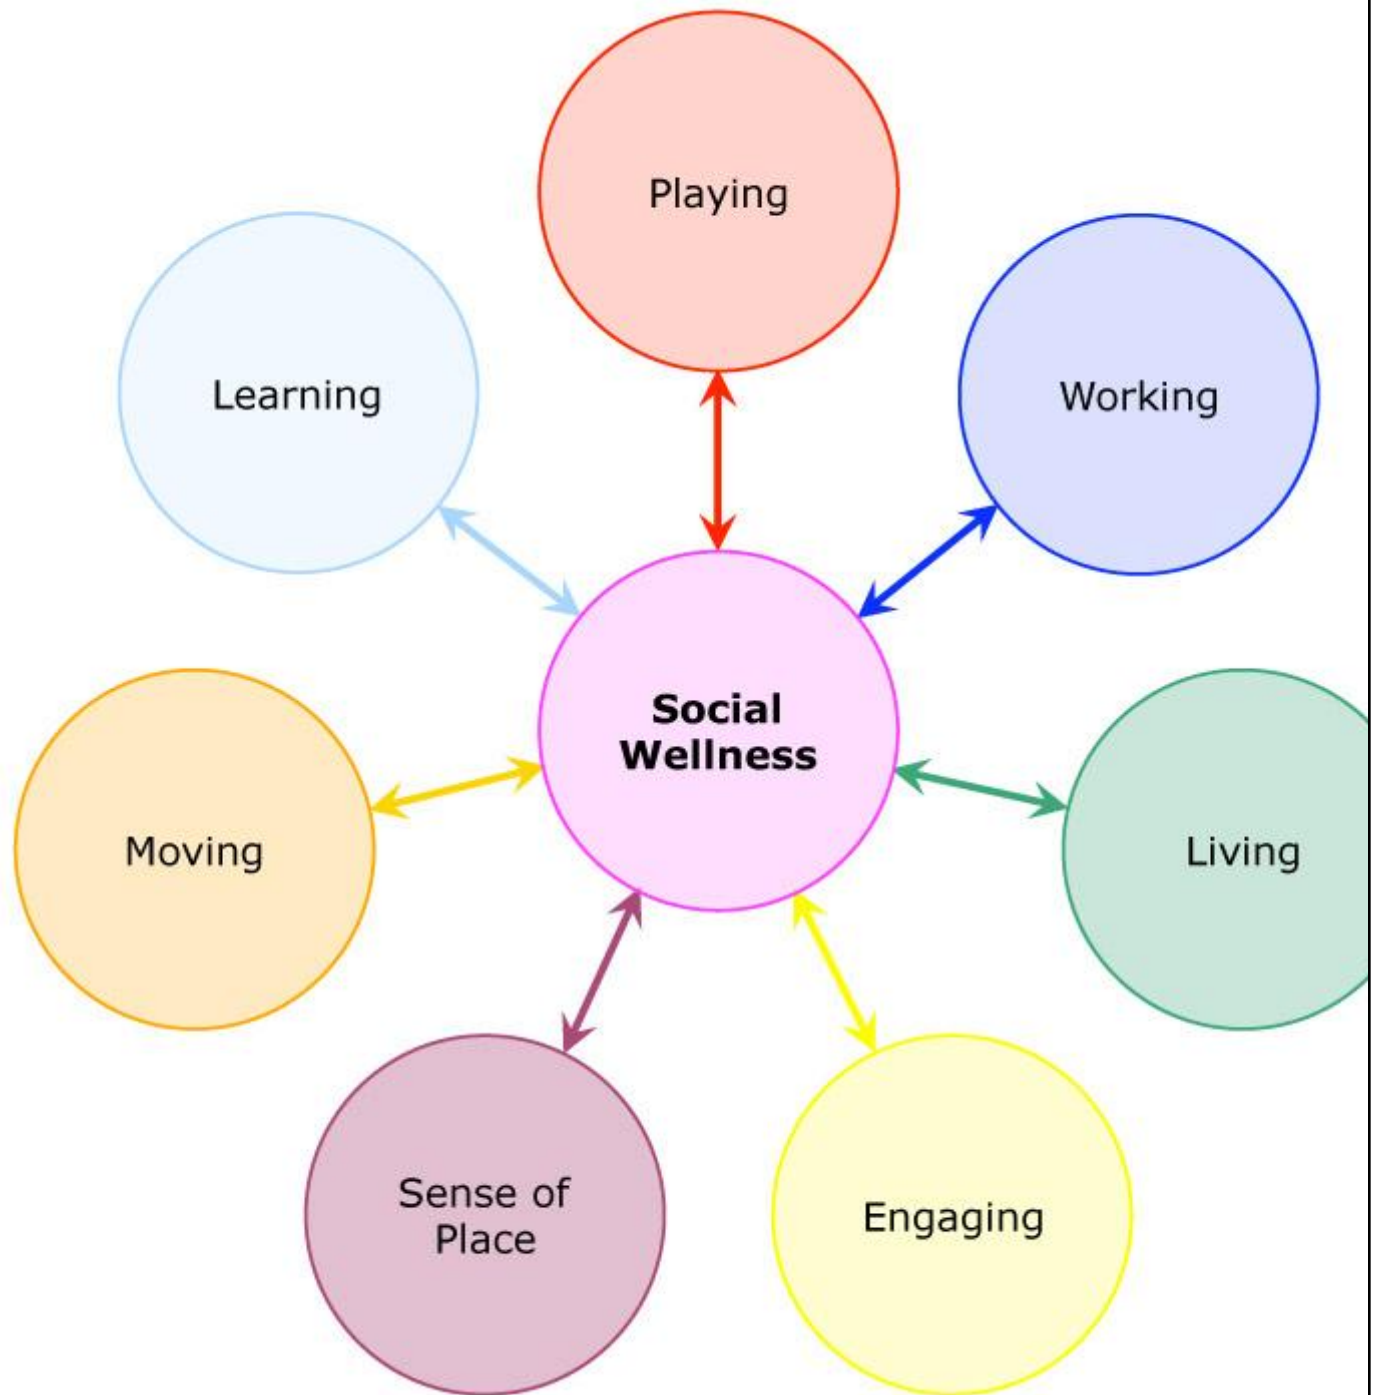 Playing
Learning
Working
Social
Wellness
Moving
Living
Sense of
Place
Engaging